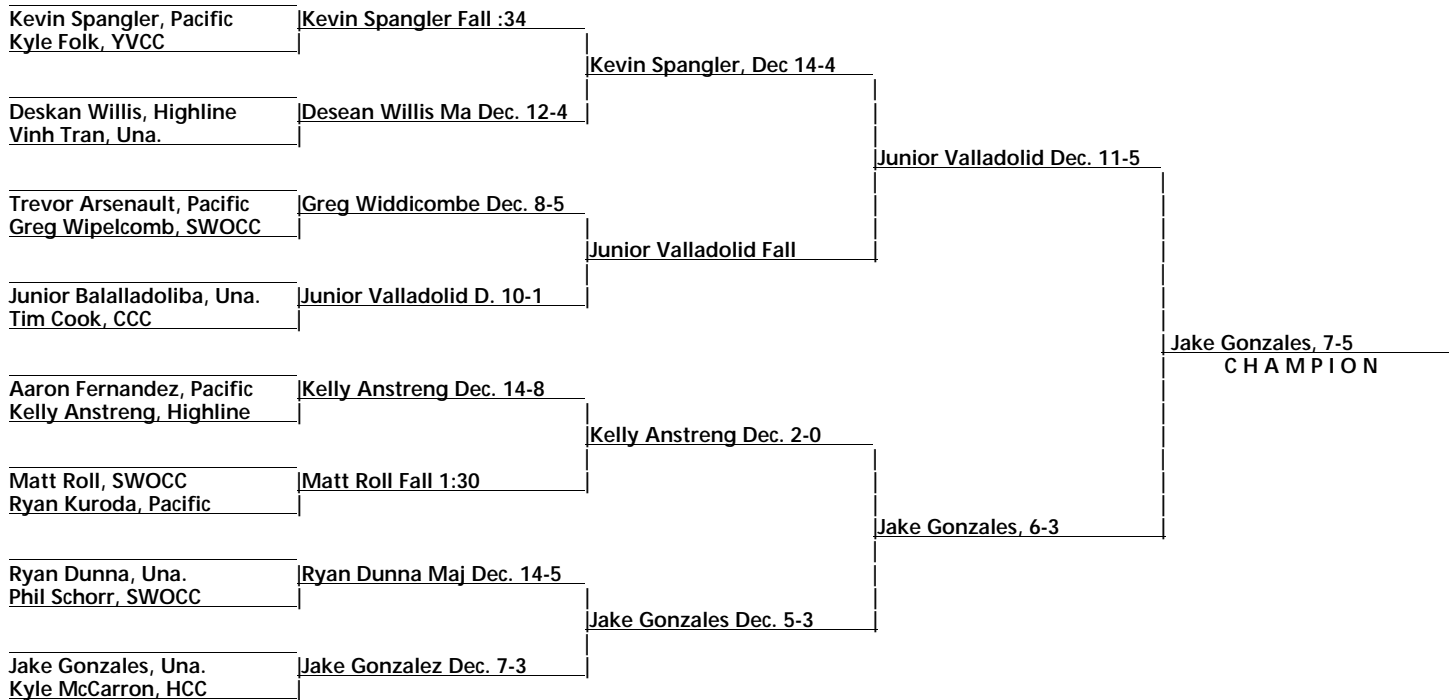 Kevin Spangler, Pacific
Kevin Spangler Fall :34
Kyle Folk, YVCC
Kevin Spangler, Dec 14-4
Deskan Willis, Highline
Desean Willis Ma Dec. 12-4
Vinh Tran, Una.
Junior Valladolid Dec. 11-5
Trevor Arsenault, Pacific
Greg Widdicombe Dec. 8-5
Greg Wipelcomb, SWOCC
Junior Valladolid Fall
Junior Balalladoliba, Una.
Junior Valladolid D. 10-1
Tim Cook, CCC
Jake Gonzales, 7-5
CHAMPION
Aaron Fernandez, Pacific
Kelly Anstreng Dec. 14-8
Kelly Anstreng, Highline
Kelly Anstreng Dec. 2-0
Matt Roll, SWOCC
Matt Roll Fall 1:30
Ryan Kuroda, Pacific
Jake Gonzales, 6-3
Ryan Dunna, Una.
Ryan Dunna Maj Dec. 14-5
Phil Schorr, SWOCC
Jake Gonzales Dec. 5-3
Jake Gonzales, Una.
Jake Gonzalez Dec. 7-3
Kyle McCarron, HCC